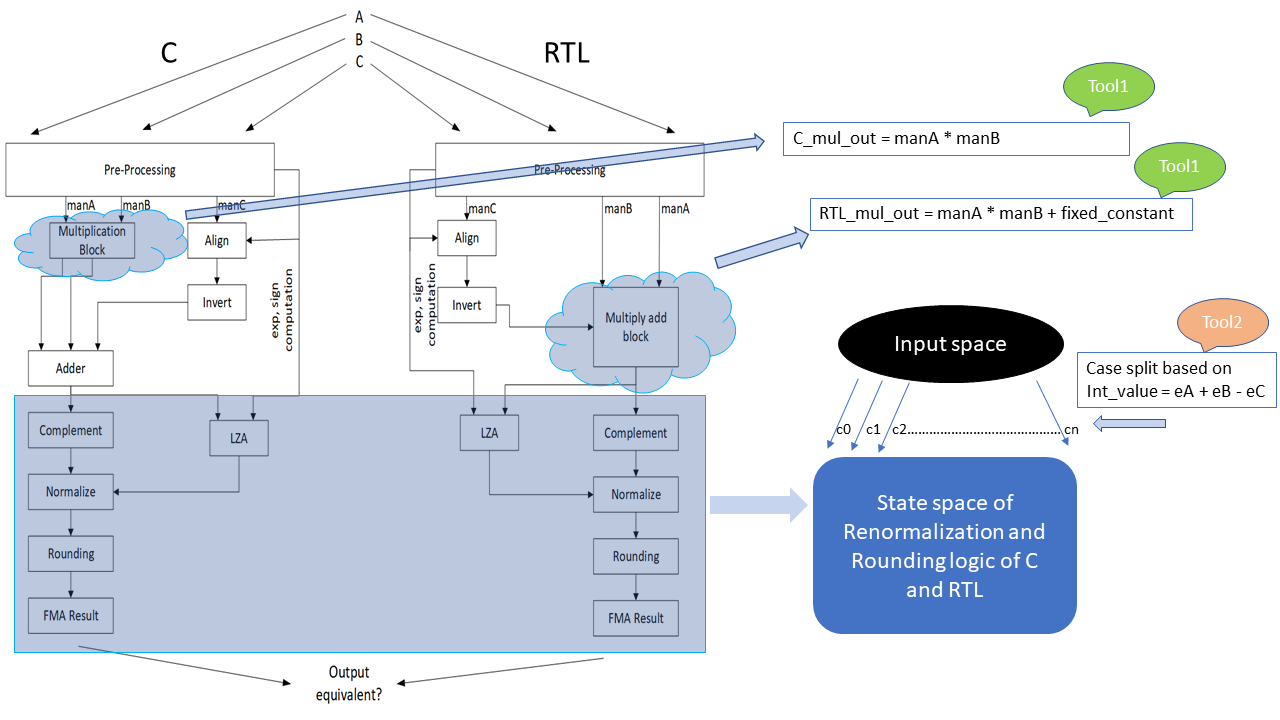 A
B
C
C
RTL
Pre-Processing
manA
manB
manC
Multiplication
Block
Align
Invert
exp, sign
computation
Adder
Complement
LZA
Normalize
Rounding
FMA Result
Pre-Processing
manC
manB
manA
Align
Invert
exp, sign
computation
Multiply add
block
LZA
Complement
Normalize
Rounding
FMA Result
Output
equivalent?
Tool1
C_mul_out = manA * manB
Tool1
RTL_mul_out = manA * manB + fixed_constant
Input space
Tool2
Case split based on
Int_value = eA + eB - eC
c0 c1 c2............................................ cn
State space of
Renormalization and
Rounding logic of C
and RTL